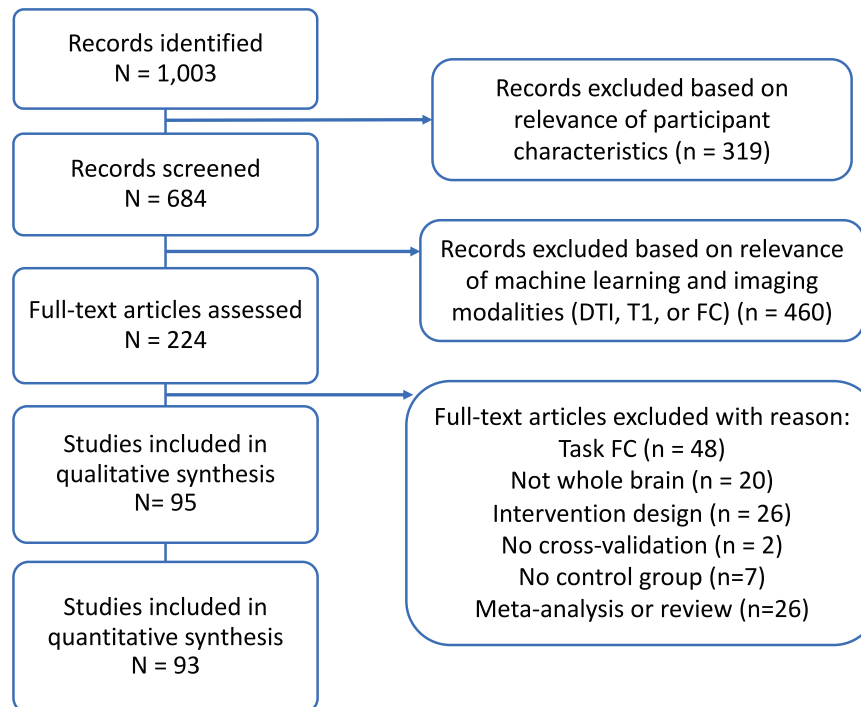 Records identified
N = 1,003
Records excluded based on
relevance of participant
characteristics (n = 319)
Records screened
N = 684
Records excluded based on relevance
of machine learning and imaging
modalities (DTI, T1, or FC) (n = 460)
Full-text articles assessed
N = 224
Full-text articles excluded with reason:
Task FC (n = 48)
Not whole brain (n = 20)
Intervention design (n = 26)
No cross-validation (n = 2)
No control group (n=7)
Meta-analysis or review (n=26)
Studies included in
qualitative synthesis
N= 95
Studies included in
quantitative synthesis
N = 93